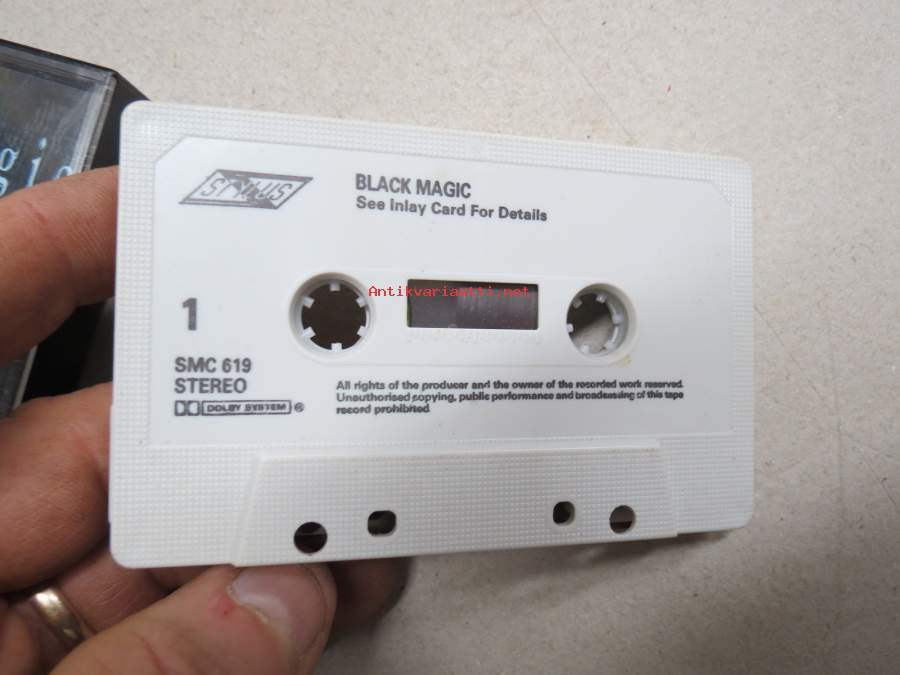 gic
STYLUS
BLACK MAGIC
See Inlay Card For Details
Antikvariaatti.net
1
SMC 619
STEREO
DOLBY SYSTEM ®
All rights of the producer and the owner of the recorded work reserved.
Unauthorised copying, public performance and broadcasting of this tape
record prohibited